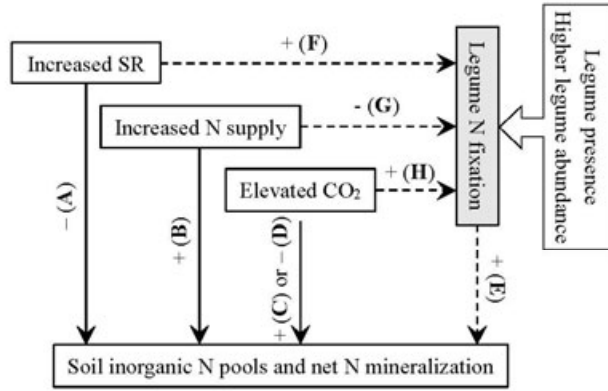 + (F)
Increased SR
- (G)
Increased N supply
+ (H)
Elevated CO₂
Legume N fixation
Legume presence
Higher legume abundance
– (A)
+ (B)
+ (C) or – (D)
+ (E)
Soil inorganic N pools and net N mineralization